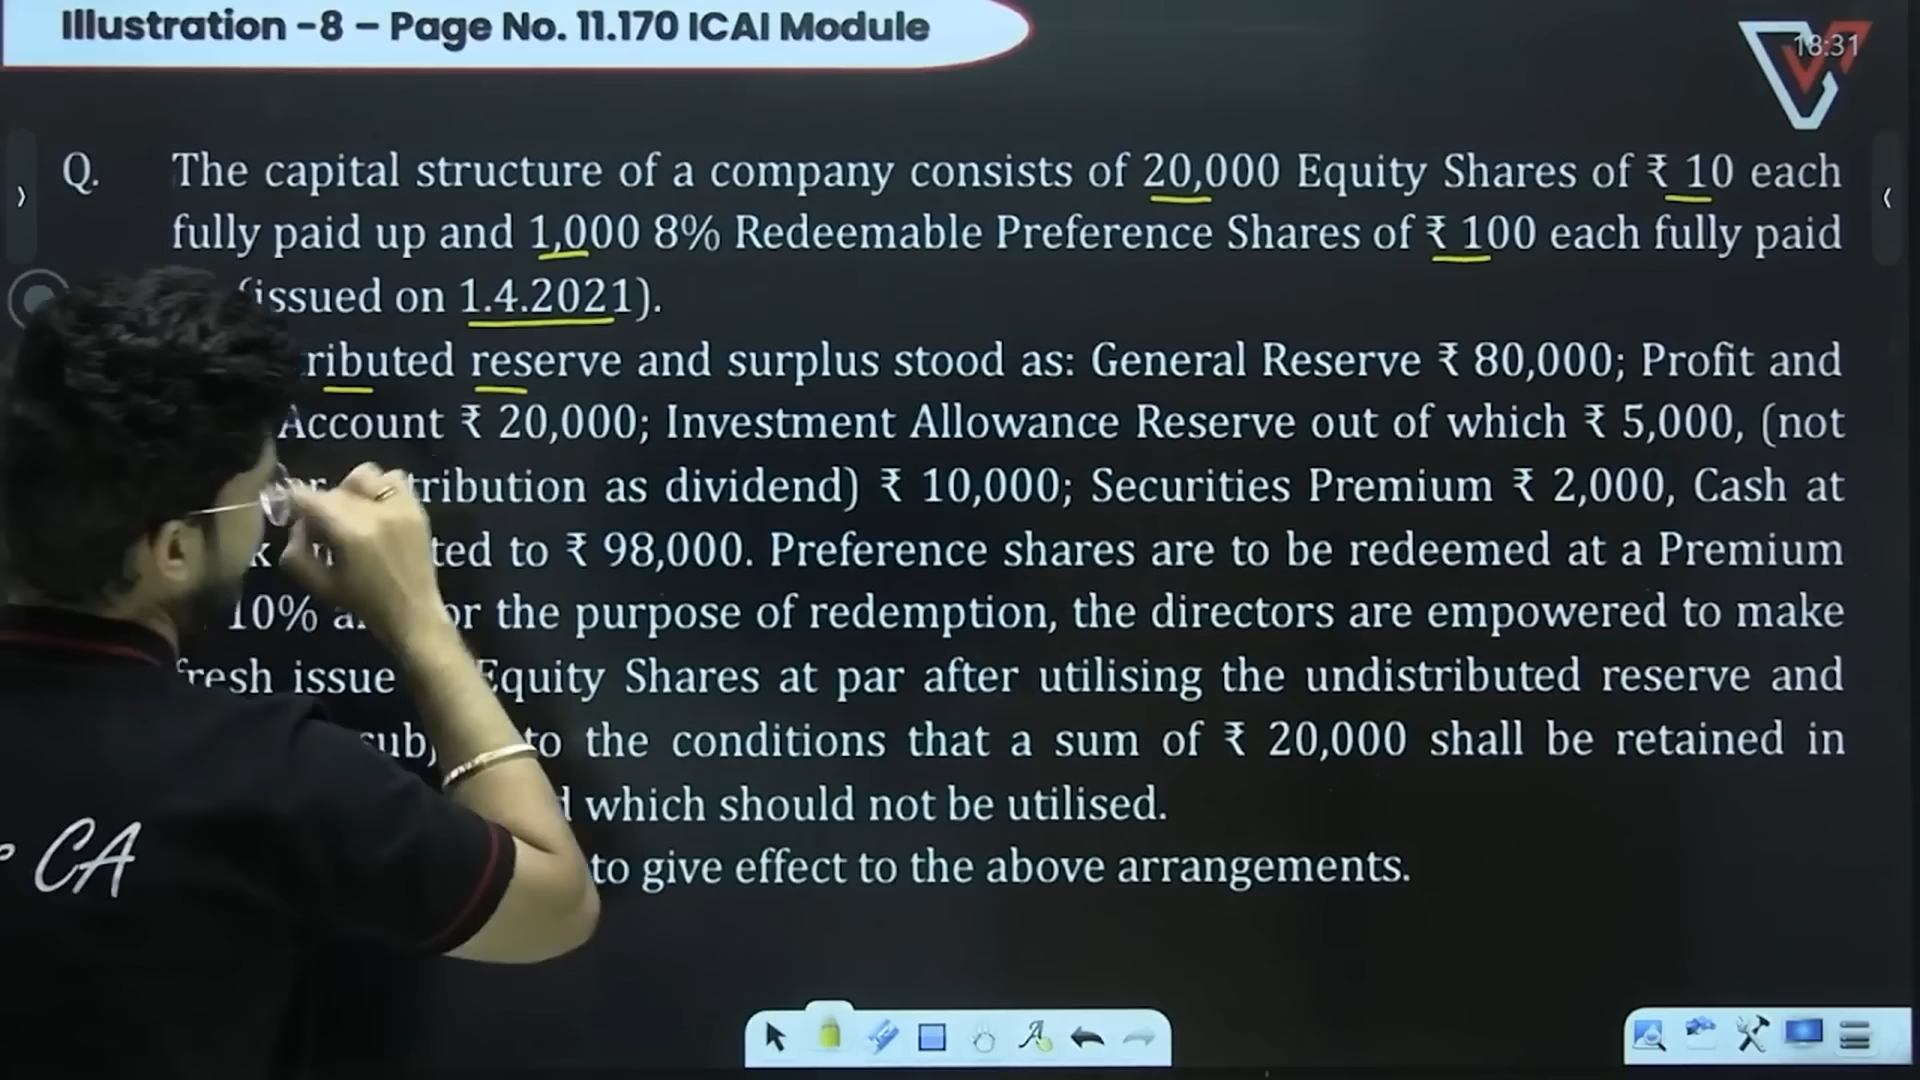 Illustration -8 – Page No. 11.170 ICAI Module
18:31
Q. The capital structure of a company consists of 20,000 Equity Shares of ₹ 10 each
fully paid up and 1,000 8% Redeemable Preference Shares of ₹ 100 each fully paid
(issued on 1.4.2021).
reserve and surplus stood as: General Reserve ₹ 80,000; Profit and
Account ₹ 20,000; Investment Allowance Reserve out of which ₹ 5,000, (not
as dividend) ₹ 10,000; Securities Premium ₹ 2,000, Cash at
to ₹ 98,000. Preference shares are to be redeemed at a Premium
10% the purpose of redemption, the directors are empowered to make
fresh issue Equity Shares at par after utilising the undistributed reserve and
to the conditions that a sum of ₹ 20,000 shall be retained in
which should not be utilised.
to give effect to the above arrangements.
CA